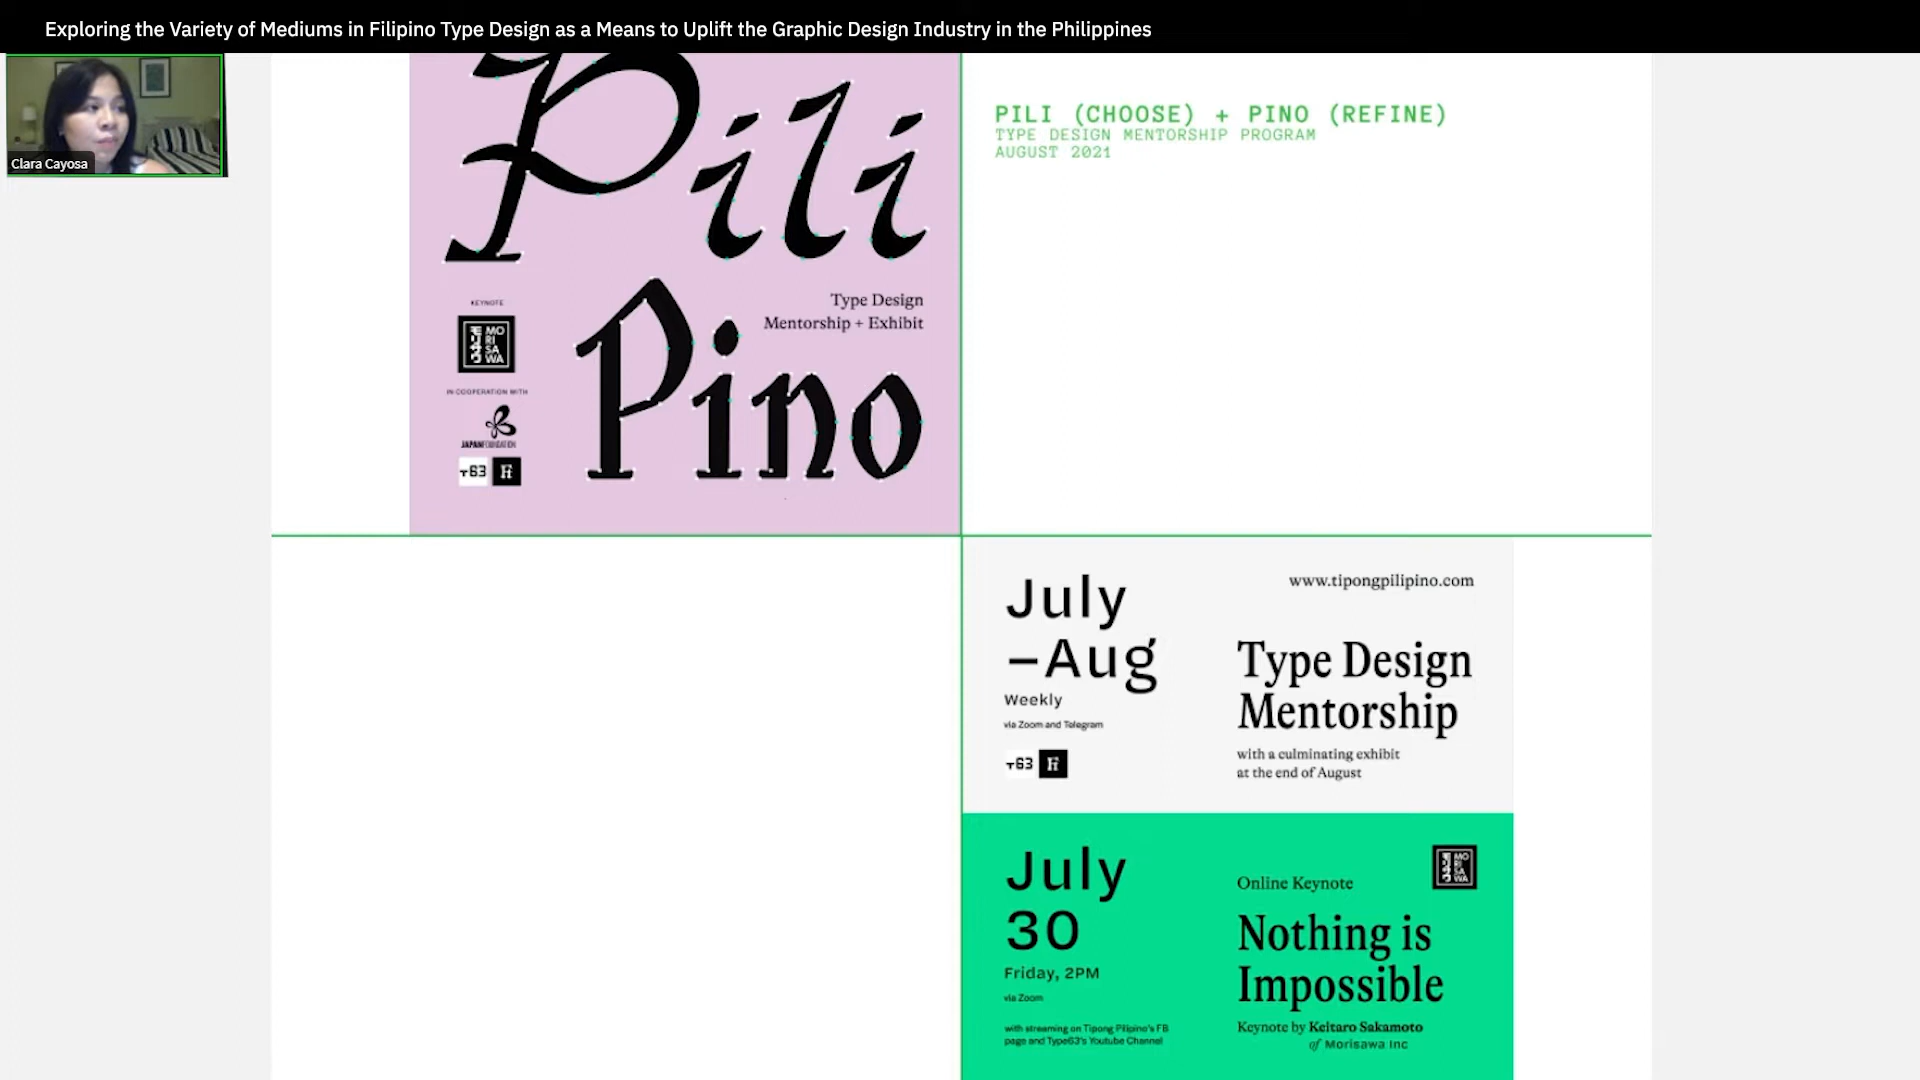 Exploring the Variety of Mediums in Filipino Type Design as a Means to Uplift the Graphic Design Industry in the Philippines
Clara Cayosa
Pili
Pino
Type Design
Mentorship + Exhibit
KEYNOTE
MO
RI
SA
WA
IN COOPERATION WITH
JAPANFOUNDATION
T63
PILI (CHOOSE) + PINO (REFINE)
TYPE DESIGN MENTORSHIP PROGRAM
AUGUST 2021
July
–Aug
Weekly
via Zoom and Telegram
T63
www.tipongpilipino.com
Type Design
Mentorship
with a culminating exhibit
at the end of August
July
30
Friday, 2PM
via Zoom
with streaming on Tipong Pilipino's FB
page and Type63's Youtube Channel
MO
RI
SA
WA
Online Keynote
Nothing is
Impossible
Keynote by Keitaro Sakamoto
of Morisawa Inc